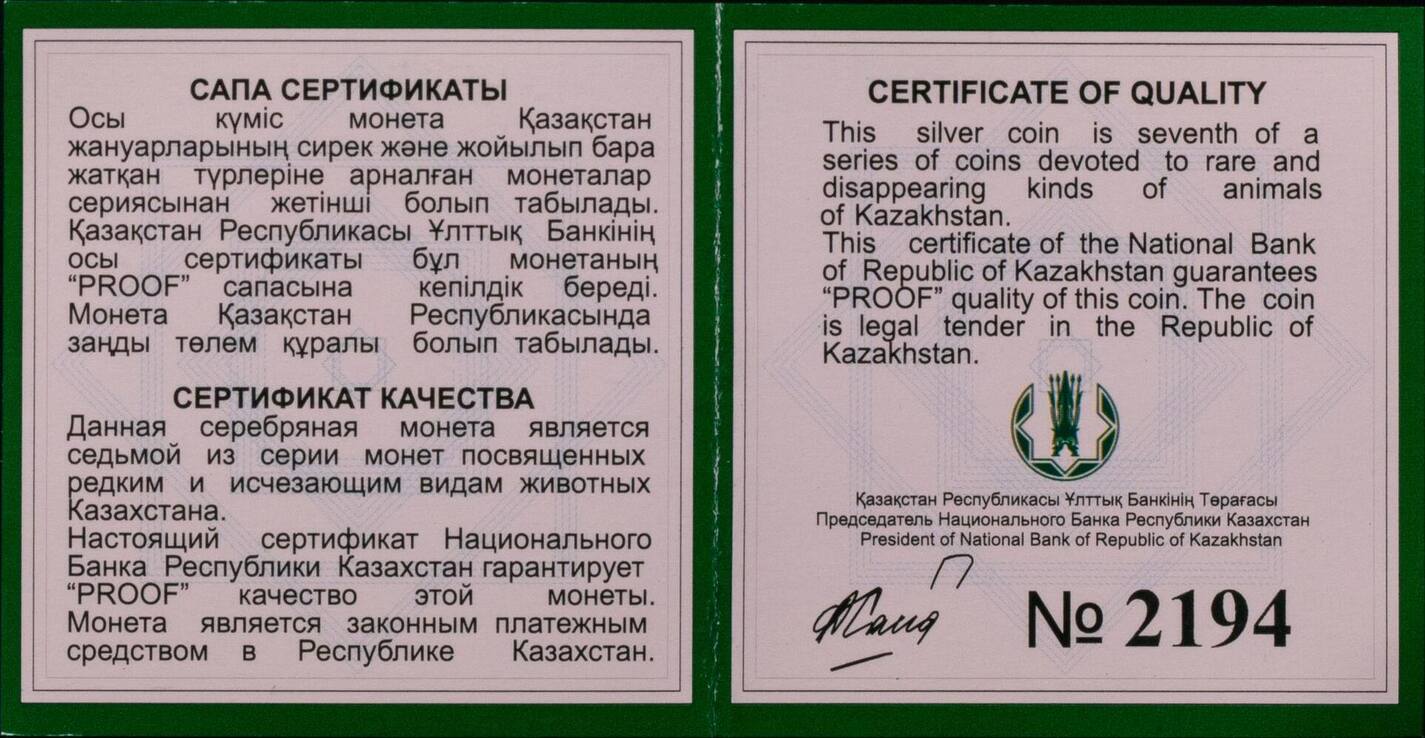 САПА СЕРТИФИКАТЫ
Осы күміс монета Қазақстан
жануарларының сирек және жойылып бара
жатқан түрлеріне арналған монеталар
сериясынан жетінші болып табылады.
Қазақстан Республикасы Ұлттық Банкінің
осы сертификаты бұл монетаның
“PROOF” сапасына кепілдік береді.
Монета Қазақстан Республикасында
заңды төлем құралы болып табылады.
СЕРТИФИКАТ КАЧЕСТВА
Данная серебряная монета является
седьмой из серии монет посвященных
редким и исчезающим видам животных
Казахстана.
Настоящий сертификат Национального
Банка Республики Казахстан гарантирует
“PROOF” качество этой монеты.
Монета является законным платежным
средством в Республике Казахстан.
CERTIFICATE OF QUALITY
This silver coin is seventh of a
series of coins devoted to rare and
disappearing kinds of animals
of Kazakhstan.
This certificate of the National Bank
of Republic of Kazakhstan guarantees
“PROOF” quality of this coin. The coin
is legal tender in the Republic of
Kazakhstan.
Қазақстан Республикасы Ұлттық Банкінің Төрағасы
Председатель Национального Банка Республики Казахстан
President of National Bank of Republic of Kazakhstan
№ 2194